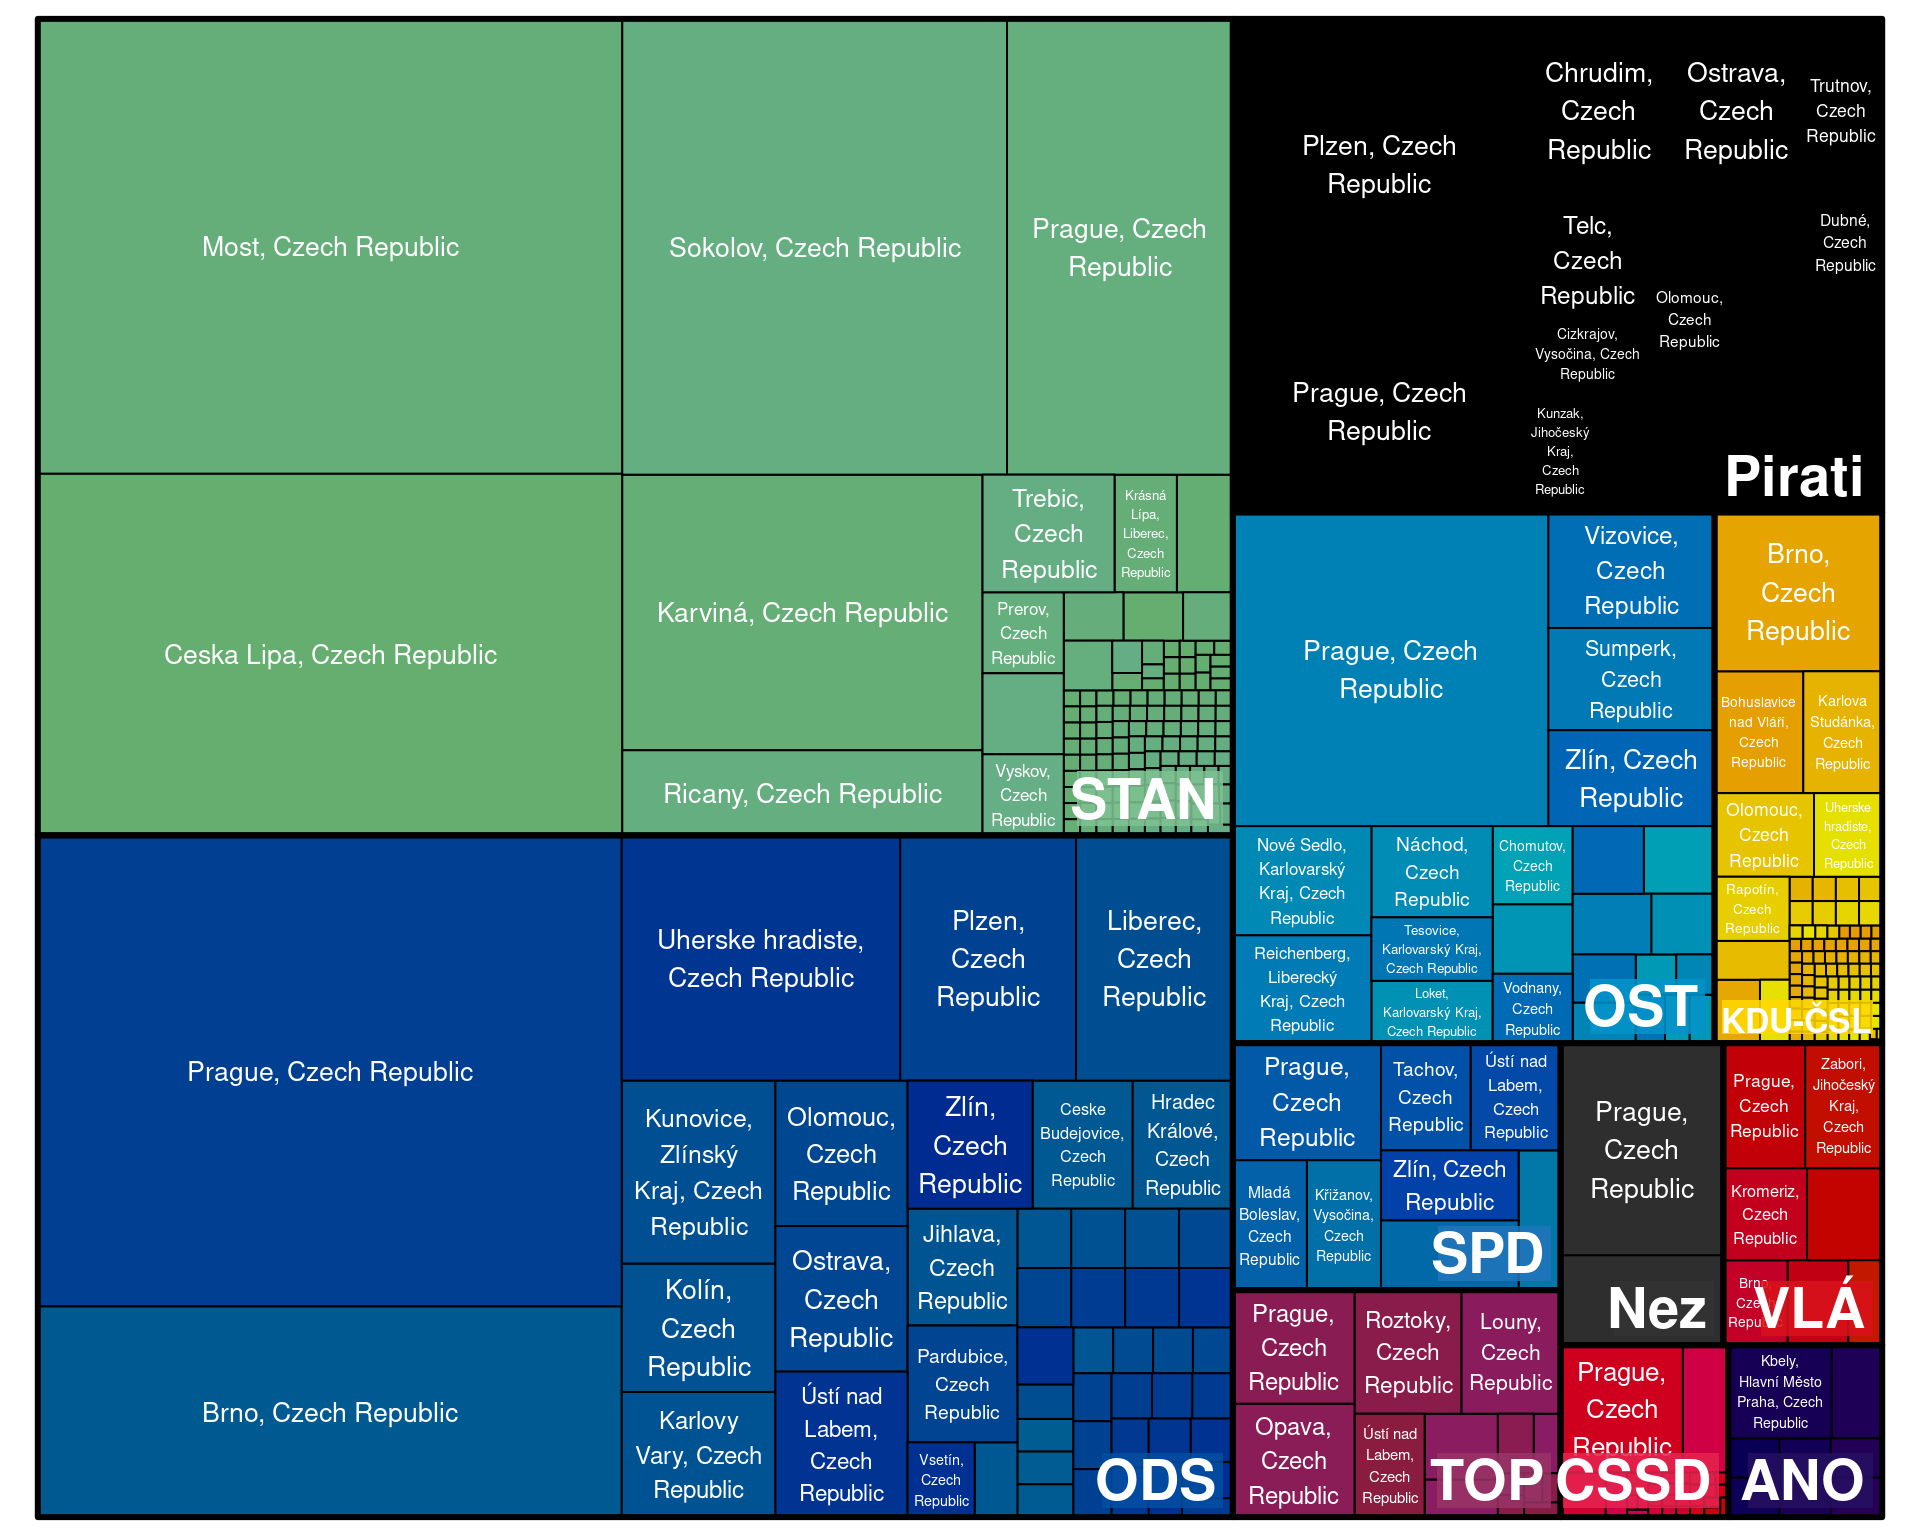 Most, Czech Republic
Sokolov, Czech Republic
Prague, Czech
Republic
Ceska Lipa, Czech Republic
Karviná, Czech Republic
Ricany, Czech Republic
Trebic,
Czech
Republic
Krásná
Lípa,
Liberec,
Czech
Republic
Prerov,
Czech
Republic
Vyskov,
Czech
Republic
STAN
Plzen, Czech
Republic
Prague, Czech
Republic
Chrudim,
Czech
Republic
Ostrava,
Czech
Republic
Trutnov,
Czech
Republic
Telc,
Czech
Republic
Dubné,
Czech
Republic
Olomouc,
Czech
Republic
Cizkrajov,
Vysočina, Czech
Republic
Kunzak,
Jihočeský
Kraj,
Czech
Republic
Pirati
Prague, Czech
Republic
Vizovice,
Czech
Republic
Sumperk,
Czech
Republic
Zlín, Czech
Republic
Nové Sedlo,
Karlovarský
Kraj, Czech
Republic
Reichenberg,
Liberecký
Kraj, Czech
Republic
Náchod,
Czech
Republic
Tesovice,
Karlovarský Kraj,
Czech Republic
Loket,
Karlovarský Kraj,
Czech Republic
Chomutov,
Czech
Republic
Vodnany,
Czech
Republic
OST
Brno,
Czech
Republic
Bohuslavice
nad Vláří,
Czech
Republic
Karlova
Studánka,
Czech
Republic
Olomouc,
Czech
Republic
Uherske
hradiste,
Czech
Republic
Rapotín,
Czech
Republic
KDU-ČSL
Prague, Czech Republic
Brno, Czech Republic
Uherske hradiste,
Czech Republic
Plzen,
Czech
Republic
Liberec,
Czech
Republic
Kunovice,
Zlínský
Kraj, Czech
Republic
Kolín,
Czech
Republic
Karlovy
Vary, Czech
Republic
Olomouc,
Czech
Republic
Ostrava,
Czech
Republic
Ústí nad
Labem,
Czech
Republic
Zlín,
Czech
Republic
Ceske
Budejovice,
Czech
Republic
Hradec
Králové,
Czech
Republic
Jihlava,
Czech
Republic
Pardubice,
Czech
Republic
Vsetín,
Czech
Republic
ODS
Prague,
Czech
Republic
Tachov,
Czech
Republic
Ústí nad
Labem,
Czech
Republic
Mladá
Boleslav,
Czech
Republic
Křižanov,
Vysočina,
Czech
Republic
Zlín, Czech
Republic
SPD
Prague,
Czech
Republic
Nez
Prague,
Czech
Republic
Zabori,
Jihočeský
Kraj,
Czech
Republic
Kromeriz,
Czech
Republic
VLÁ
Prague,
Czech
Republic
Roztoky,
Czech
Republic
Louny,
Czech
Republic
Opava,
Czech
Republic
Ústí nad
Labem,
Czech
Republic
TOP
Prague,
Czech
Republic
CSSD
Kbely,
Hlavní Město
Praha, Czech
Republic
ANO